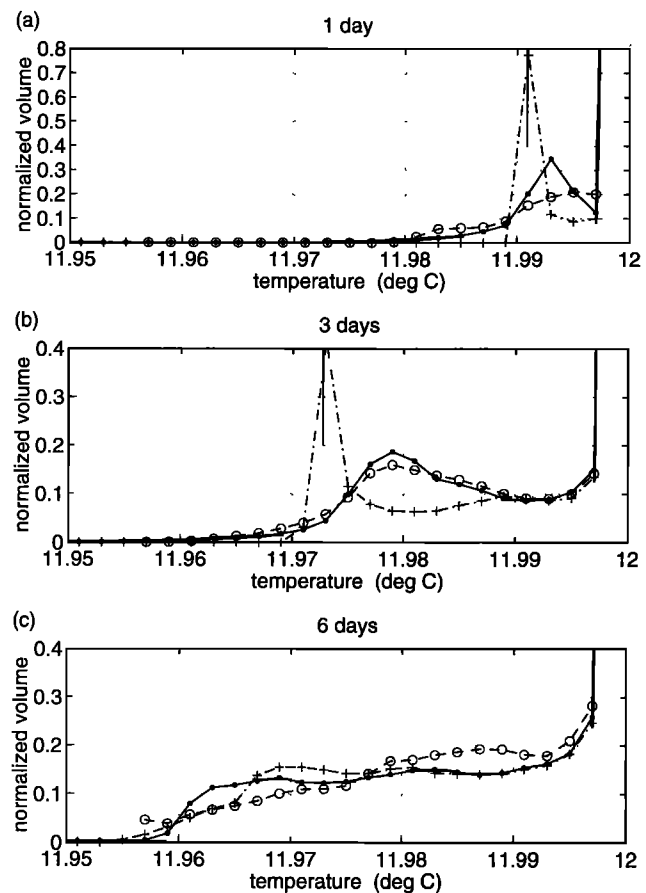 (a)
1 day
0.8
0.7
0.6
0.5
0.4
0.3
0.2
0.1
0
normalized volume
11.95 11.96 11.97 11.98 11.99 12
temperature (deg C)
(b)
3 days
0.4
0.3
0.2
0.1
0
normalized volume
11.95 11.96 11.97 11.98 11.99 12
temperature (deg C)
(c)
6 days
0.4
0.3
0.2
0.1
0
normalized volume
11.95 11.96 11.97 11.98 11.99 12
temperature (deg C)